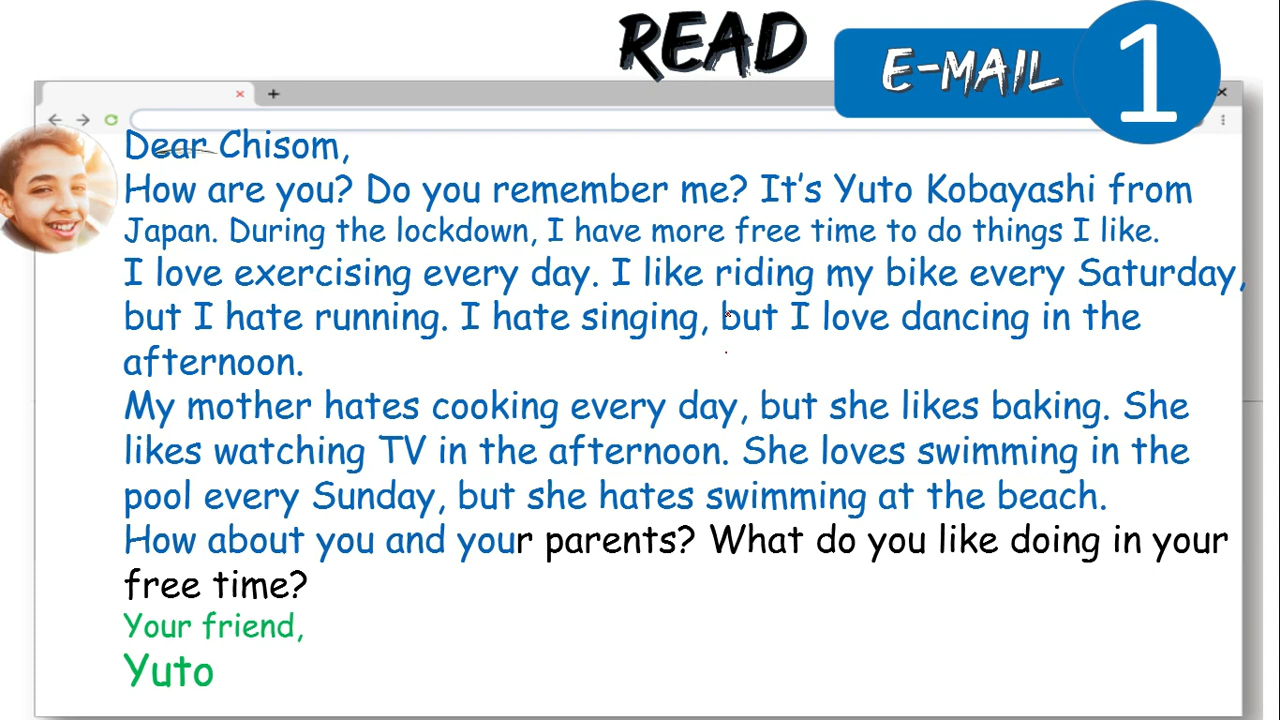 READ
E-MAIL 1
Dear Chisom,
How are you? Do you remember me? It's Yuto Kobayashi from
Japan. During the lockdown, I have more free time to do things I like.
I love exercising every day. I like riding my bike every Saturday,
but I hate running. I hate singing, but I love dancing in the
afternoon.
My mother hates cooking every day, but she likes baking. She
likes watching TV in the afternoon. She loves swimming in the
pool every Sunday, but she hates swimming at the beach.
How about you and your parents? What do you like doing in your
free time?
Your friend,
Yuto